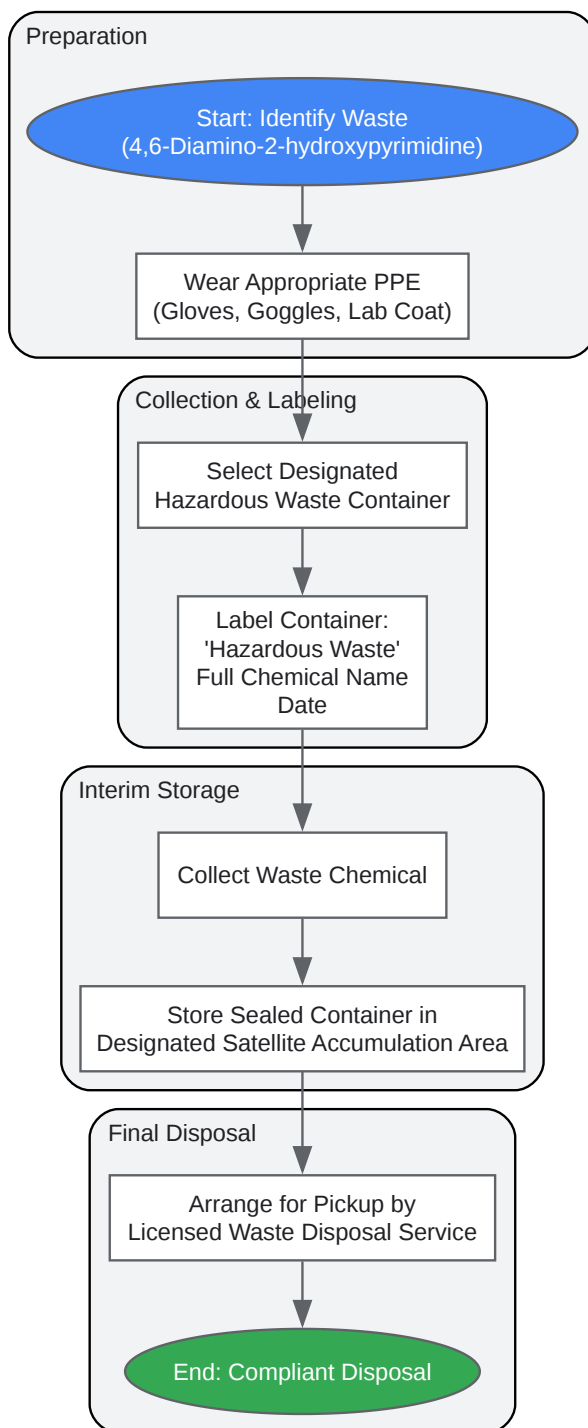 Preparation
Start: Identify Waste
(4,6-Diamino-2-hydroxypyrimidine)
Wear Appropriate PPE
(Gloves, Goggles, Lab Coat)
Collection & Labeling
Select Designated
Hazardous Waste Container
Label Container:
'Hazardous Waste'
Full Chemical Name
Date
Interim Storage
Collect Waste Chemical
Store Sealed Container in
Designated Satellite Accumulation Area
Final Disposal
Arrange for Pickup by
Licensed Waste Disposal Service
End: Compliant Disposal